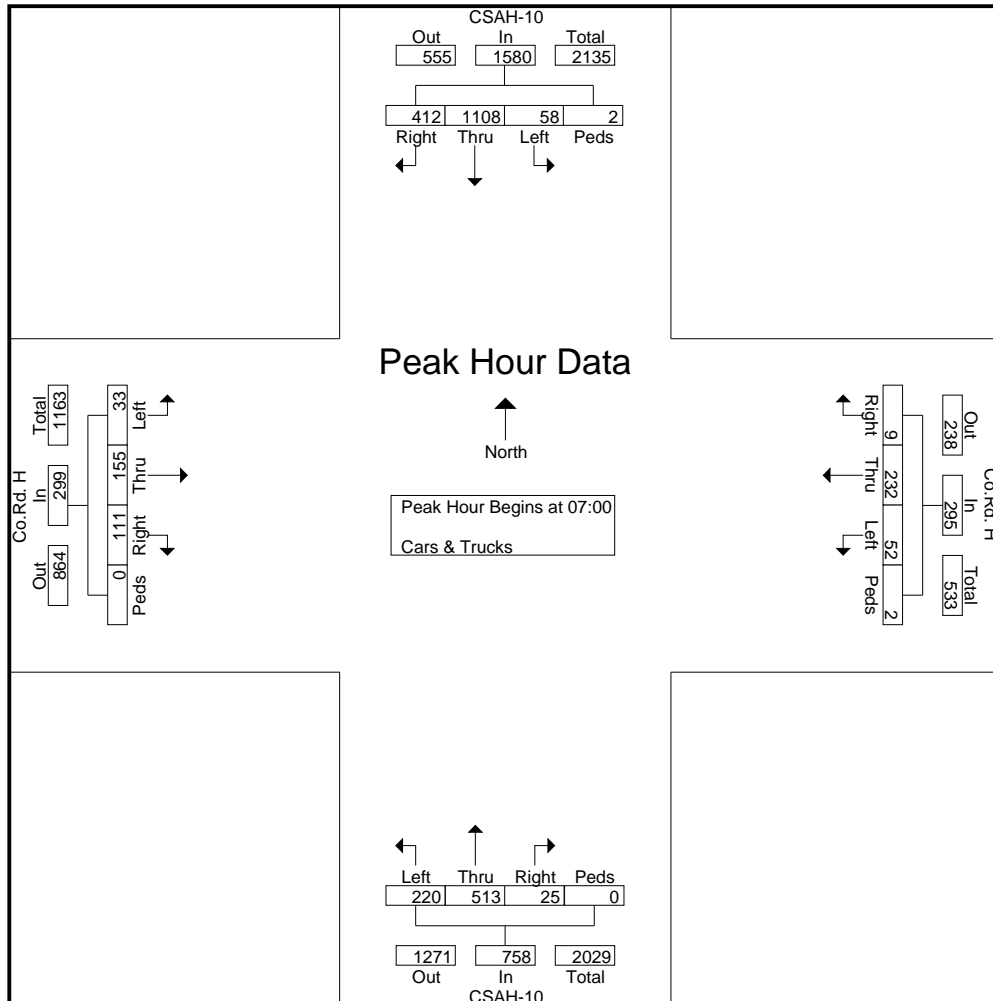 CSAH-10
Out In Total
555 1580 2135
412 1108 58 2
Right Thru Left Peds
Peak Hour Data
North
Peak Hour Begins at 07:00
Cars & Trucks
Co.Rd. H
Total In Out
1163 299 864
33 155 111 0
Left Thru Right Peds
Co.Rd. H
Out In Total
238 295 533
9 232 52 2
Right Thru Left Peds
Left Thru Right Peds
220 513 25 0
1271 758 2029
Out In Total
CSAH-10